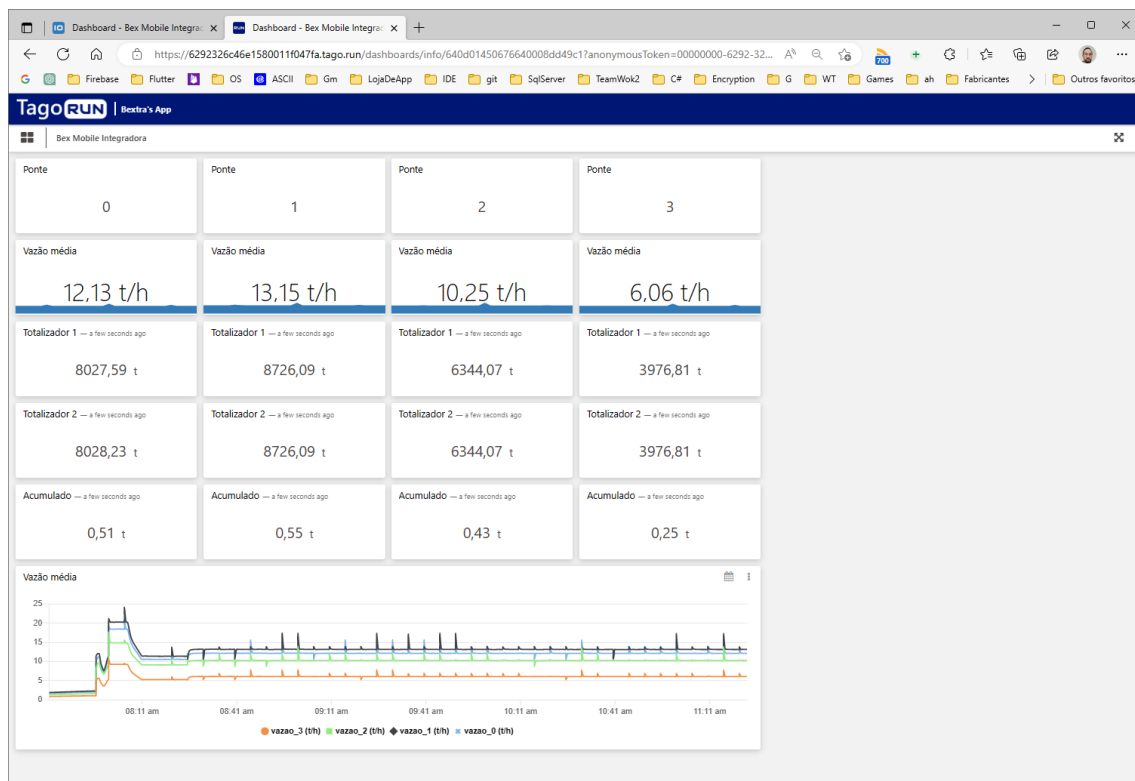 Dashboard - Bex Mobile Integrac
Dashboard - Bex Mobile Integrac
https://6292326c46e1580011f047fa.tago.run/dashboards/info/640d01450676640008dd49c1?anonymousToken=00000000-6292-32...
700
Firebase Flutter OS ASCII Gm LojaDeApp IDE git SqlServer TeamWok2 C# Encryption G WT Games ah Fabricantes Outros favoritos
Tago RUN Bextra's App
Bex Mobile Integradora
Ponte Ponte Ponte Ponte
0 1 2 3
Vazão média Vazão média Vazão média Vazão média
12,13 t/h 13,15 t/h 10,25 t/h 6,06 t/h
Totalizador 1 — a few seconds ago Totalizador 1 — a few seconds ago Totalizador 1 — a few seconds ago Totalizador 1 — a few seconds ago
8027,59 t 8726,09 t 6344,07 t 3976,81 t
Totalizador 2 — a few seconds ago Totalizador 2 — a few seconds ago Totalizador 2 — a few seconds ago Totalizador 2 — a few seconds ago
8028,23 t 8726,09 t 6344,07 t 3976,81 t
Acumulado — a few seconds ago Acumulado — a few seconds ago Acumulado — a few seconds ago Acumulado — a few seconds ago
0,51 t 0,55 t 0,43 t 0,25 t
Vazão média
25
20
15
10
5
0
08:11 am 08:41 am 09:11 am 09:41 am 10:11 am 10:41 am 11:11 am
vazao_3 (t/h) vazao_2 (t/h) vazao_1 (t/h) vazao_0 (t/h)